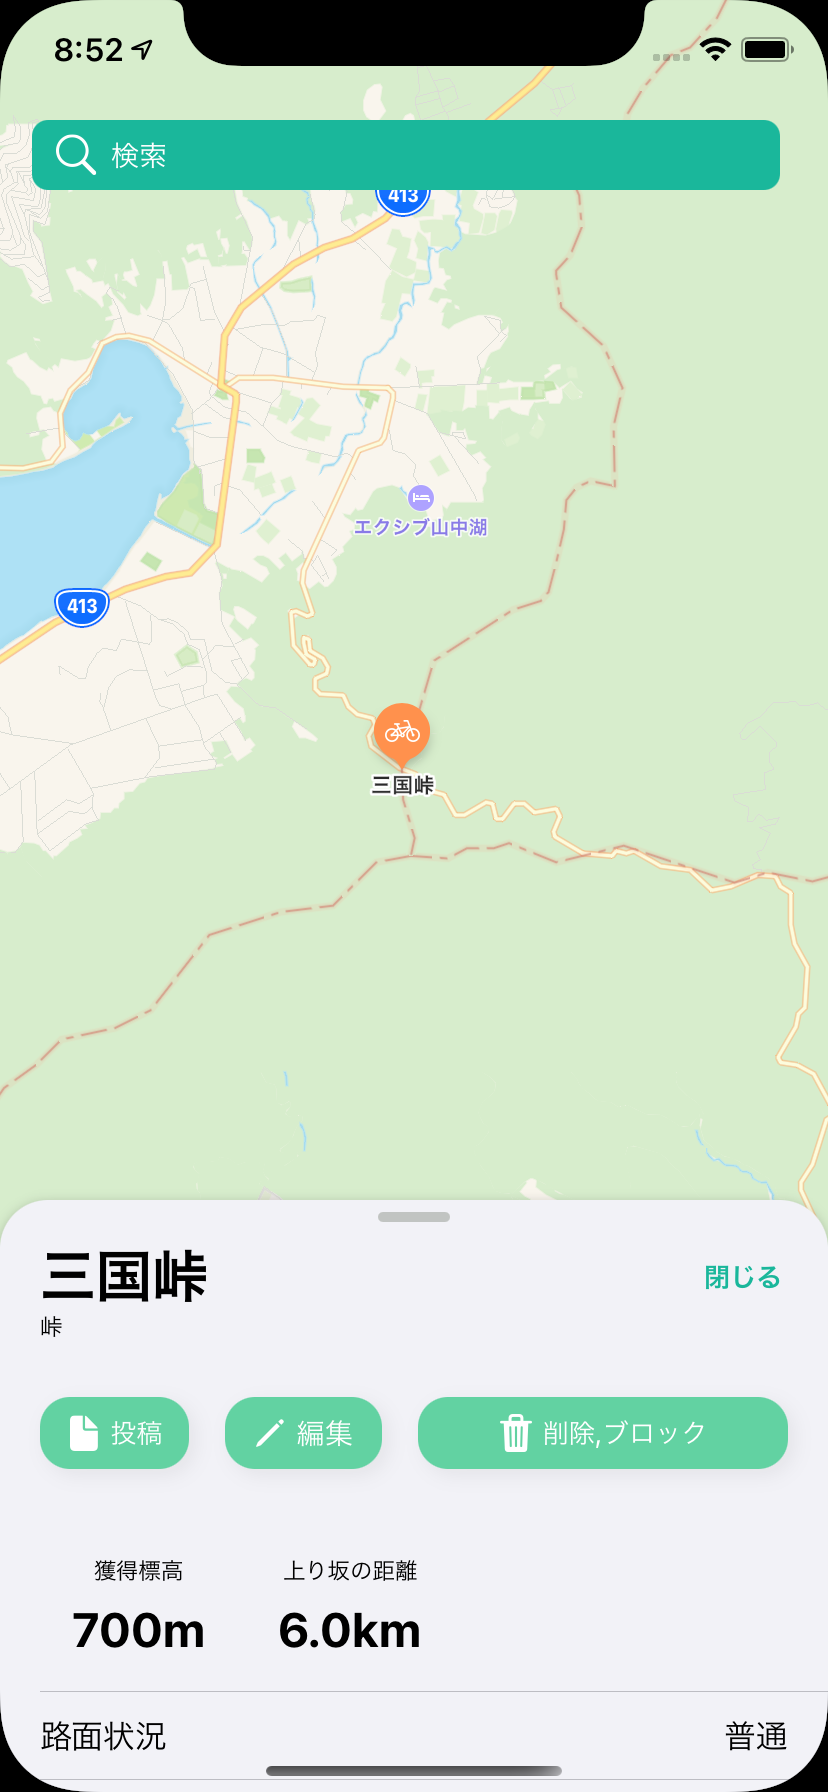 8:52
検索
413
エクシブ山中湖
413
三国峠
三国峠
閉じる
峠
投稿
編集
削除,ブロック
獲得標高
上り坂の距離
700m
6.0km
路面状況
普通